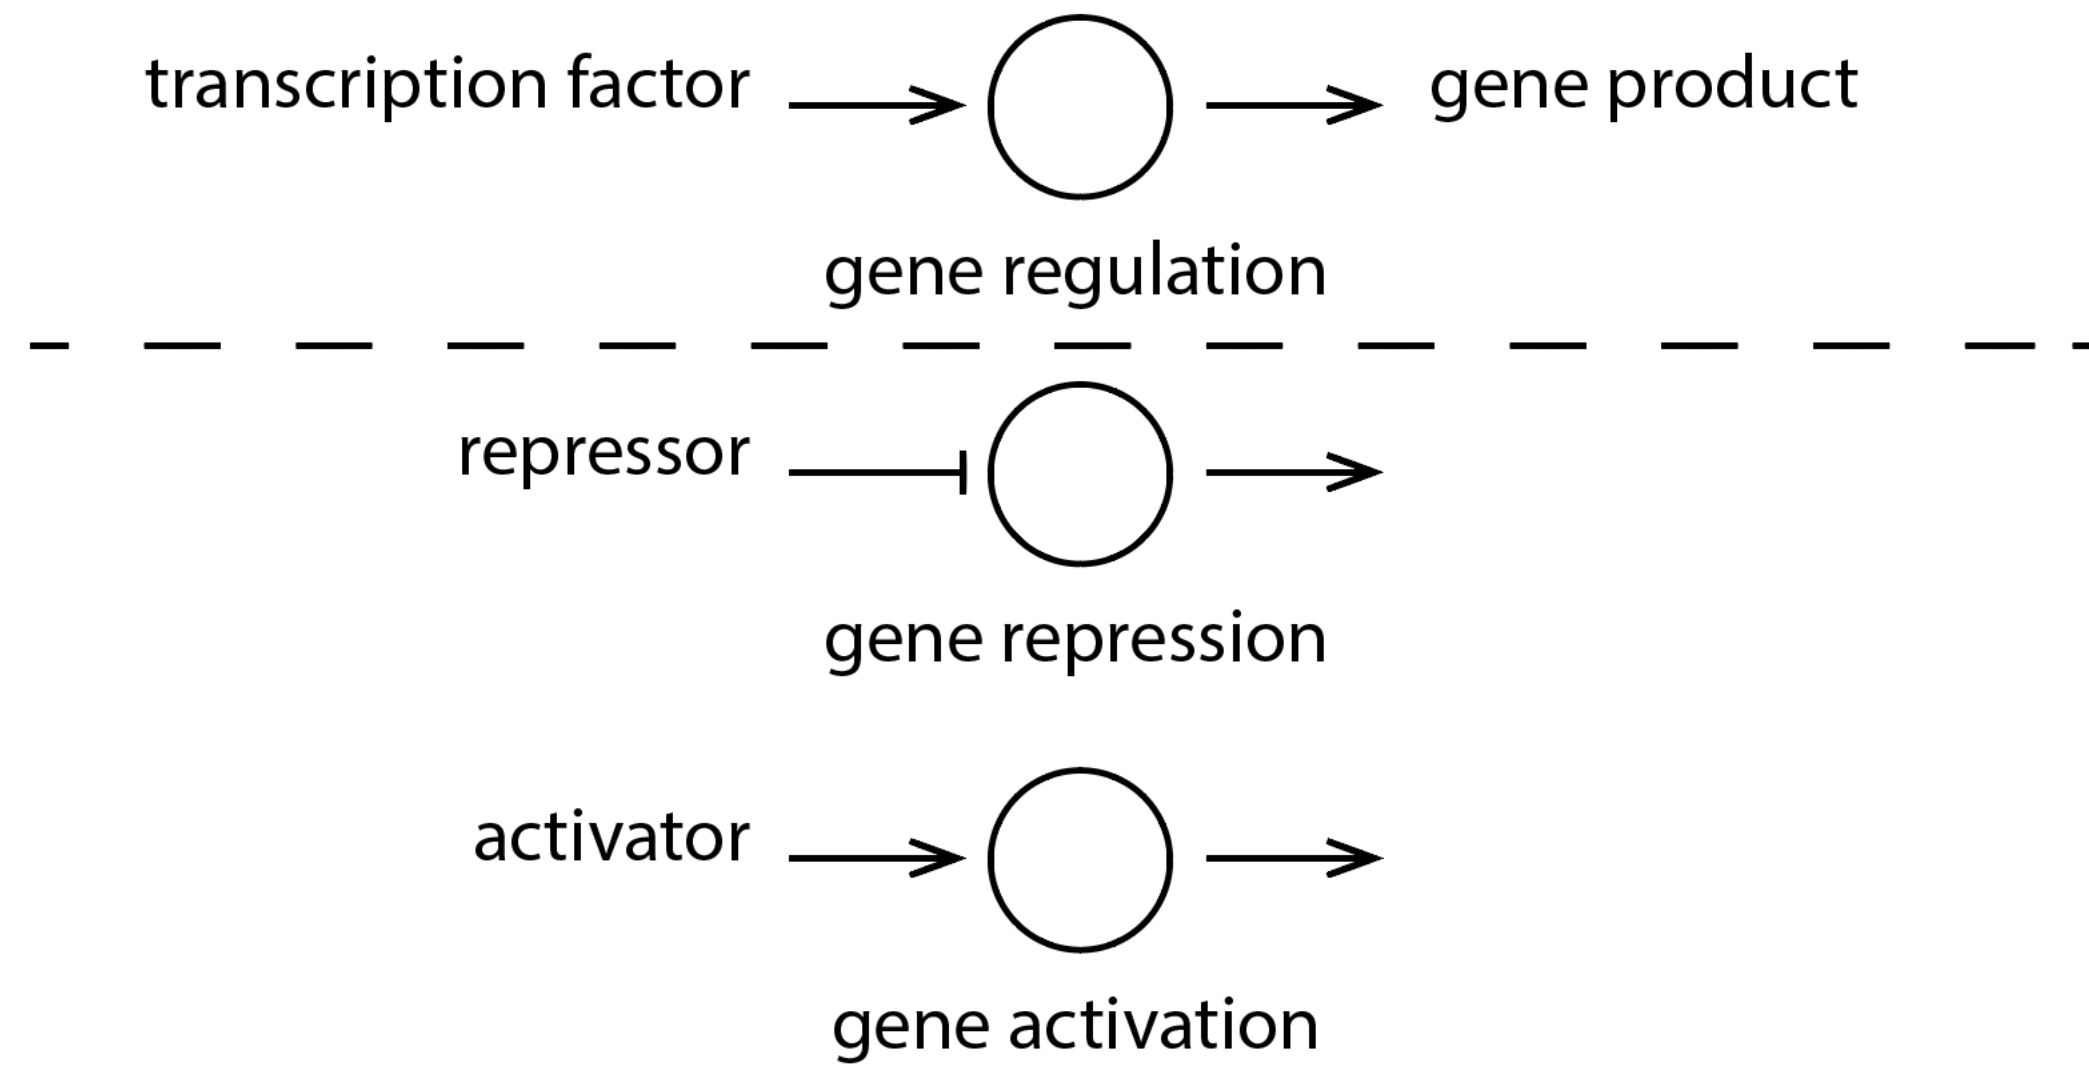 transcription factor
gene product
gene regulation
repressor
gene repression
activator
gene activation